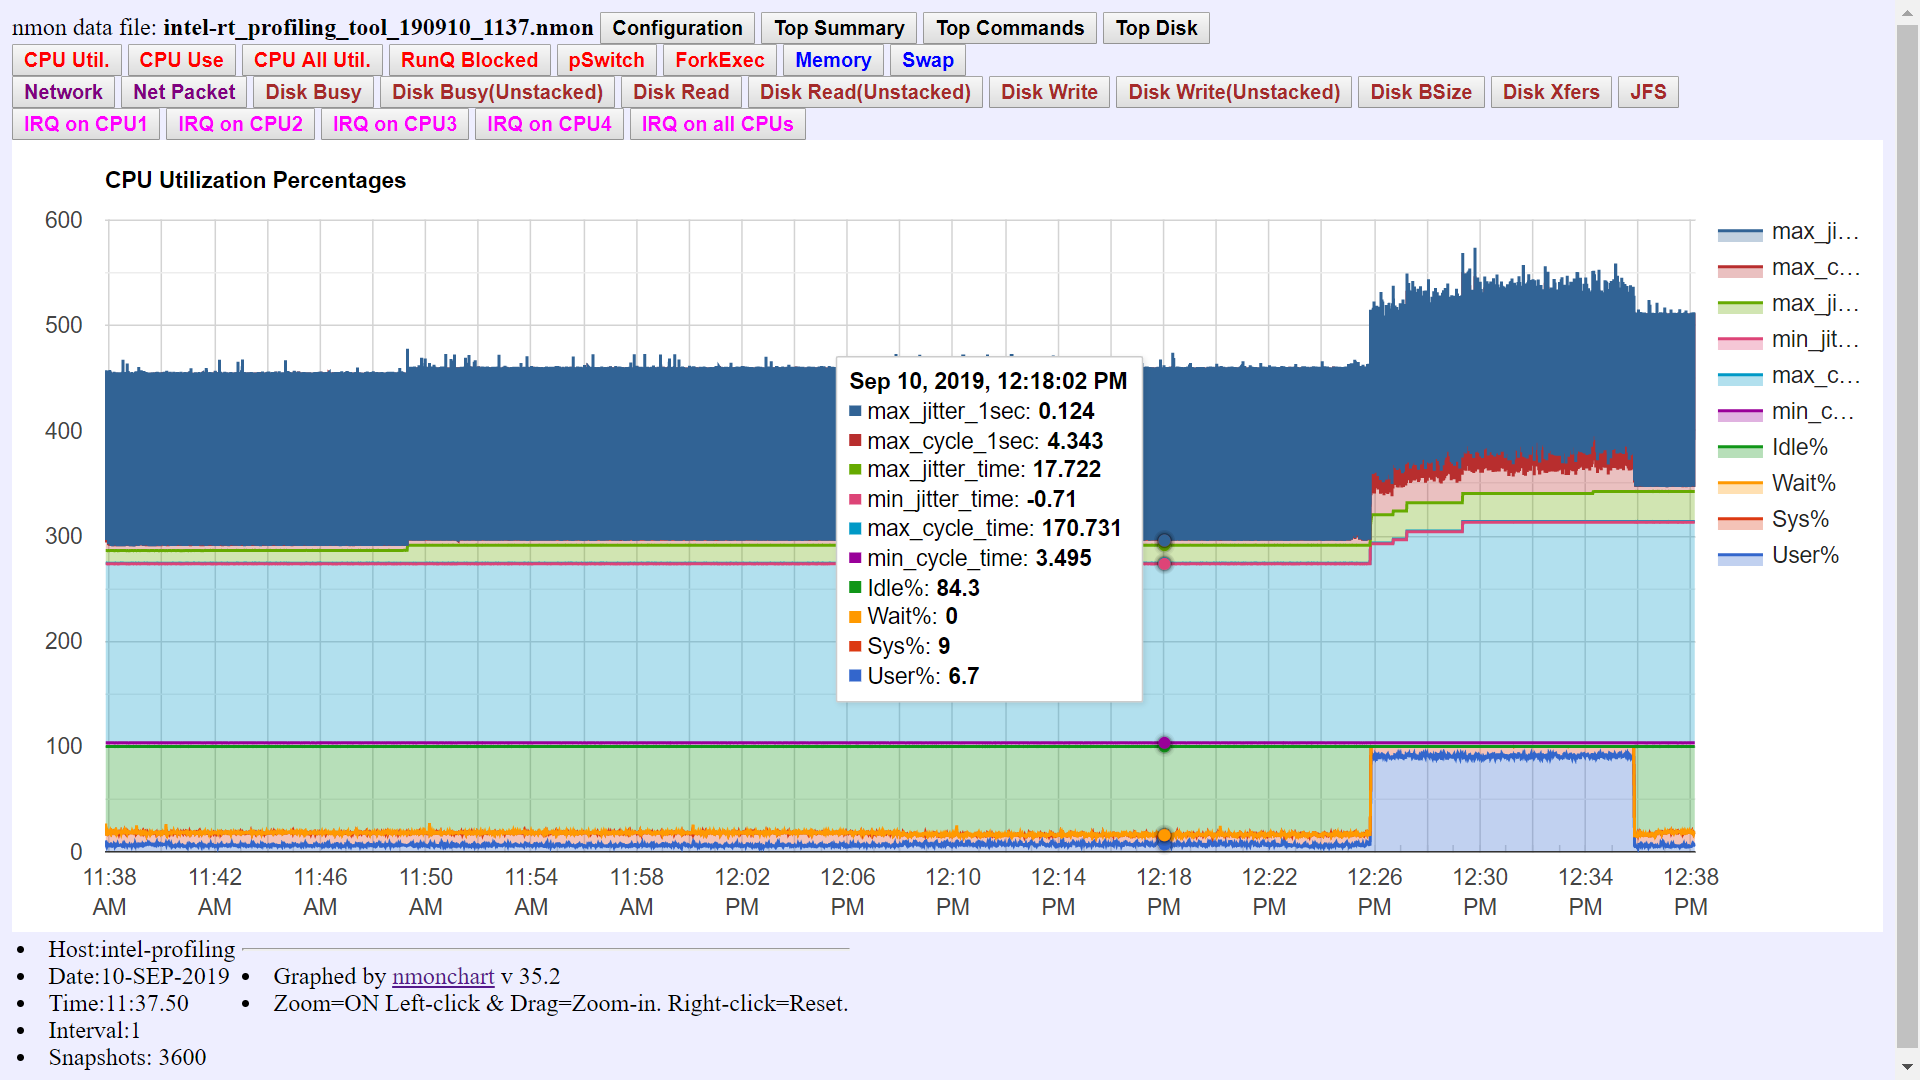 nmon data file: intel-rt_profiling_tool_190910_1137.nmon Configuration Top Summary Top Commands Top Disk
CPU Util. CPU Use CPU All Util. RunQ Blocked pSwitch ForkExec Memory Swap
Network Net Packet Disk Busy Disk Busy(Unstacked) Disk Read Disk Read(Unstacked) Disk Write Disk Write(Unstacked) Disk BSize Disk Xfers JFS
IRQ on CPU1 IRQ on CPU2 IRQ on CPU3 IRQ on CPU4 IRQ on all CPUs
CPU Utilization Percentages
600
500
400
300
200
100
0
Sep 10, 2019, 12:18:02 PM
max_jitter_1sec: 0.124
max_cycle_1sec: 4.343
max_jitter_time: 17.722
min_jitter_time: -0.71
max_cycle_time: 170.731
min_cycle_time: 3.495
Idle%: 84.3
Wait%: 0
Sys%: 9
User%: 6.7
max_ji…
max_c…
max_ji…
min_jit…
max_c…
min_c…
Idle%
Wait%
Sys%
User%
11:38 11:42 11:46 11:50 11:54 11:58 12:02 12:06 12:10 12:14 12:18 12:22 12:26 12:30 12:34 12:38
AM AM AM AM AM AM PM PM PM PM PM PM PM PM PM PM
• Host:intel-profiling
• Date:10-SEP-2019 • Graphed by nmonchart v 35.2
• Time:11:37.50 • Zoom=ON Left-click & Drag=Zoom-in. Right-click=Reset.
• Interval:1
• Snapshots: 3600